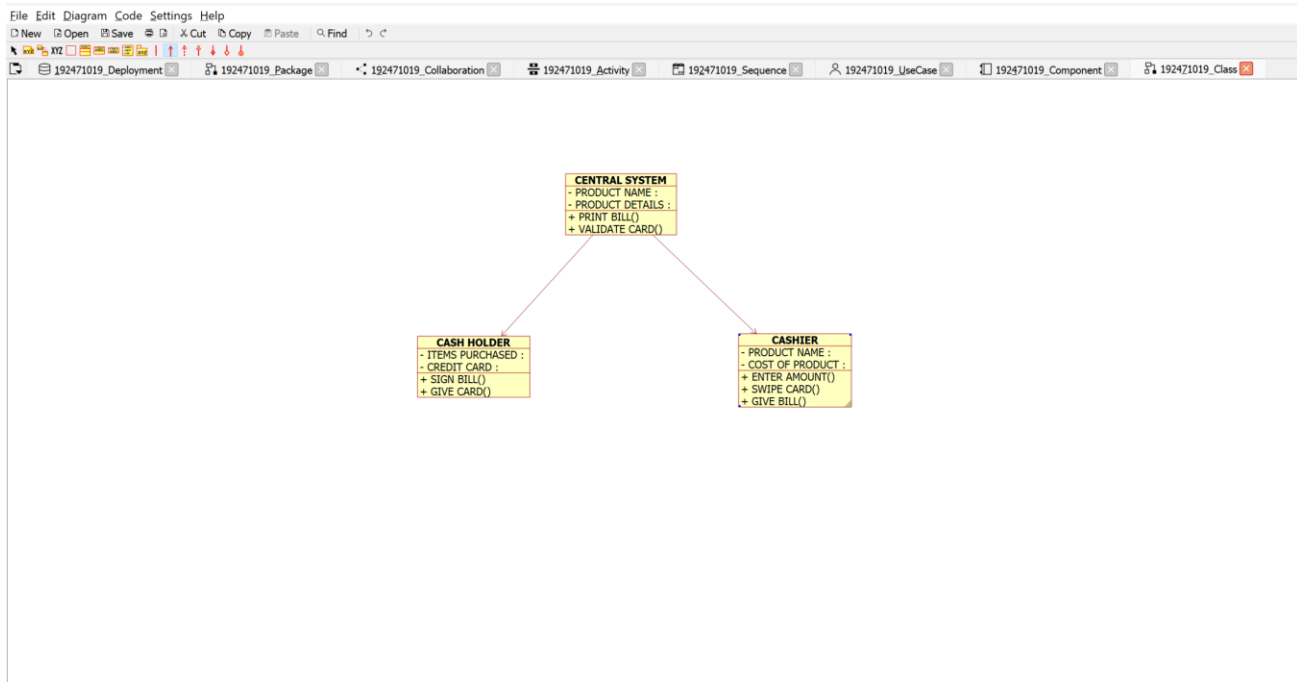 File Edit Diagram Code Settings Help
New Open Save Cut Copy Paste Find
XYZ
192471019_Deployment 192471019_Package 192471019_Collaboration 192471019_Activity 192471019_Sequence 192471019_UseCase 192471019_Component 192471019_Class
CENTRAL SYSTEM
- PRODUCT NAME :
- PRODUCT DETAILS :
+ PRINT BILL()
+ VALIDATE CARD()
CASH HOLDER
- ITEMS PURCHASED :
- CREDIT CARD :
+ SIGN BILL()
+ GIVE CARD()
CASHIER
- PRODUCT NAME :
- COST OF PRODUCT :
+ ENTER AMOUNT()
+ SWIPE CARD()
+ GIVE BILL()